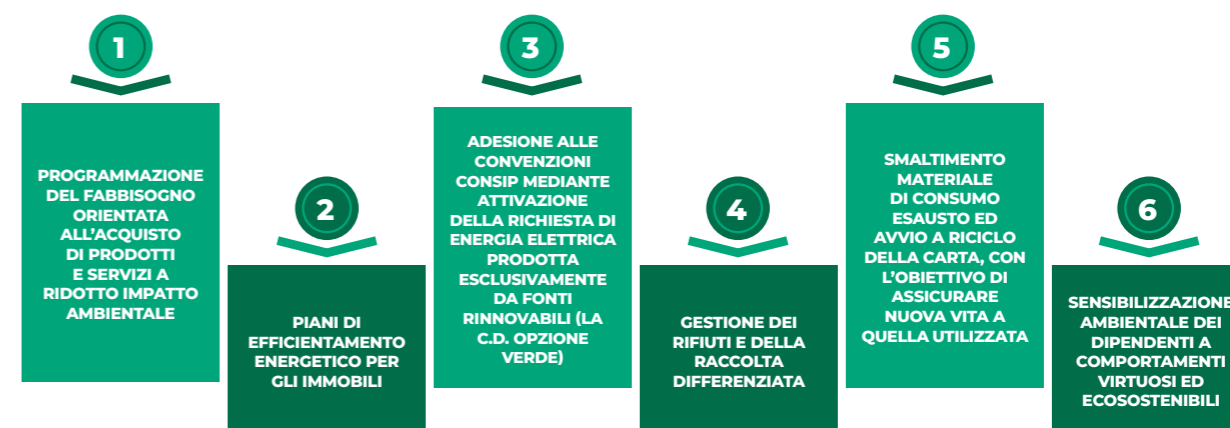 1
PROGRAMMAZIONE
DEL FABBISOGNO
ORIENTATA
ALL'ACQUISTO
DI PRODOTTI
E SERVIZI A
RIDOTTO IMPATTO
AMBIENTALE
2
PIANI DI
EFFICIENTAMENTO
ENERGETICO PER
GLI IMMOBILI
3
ADESIONE ALLE
CONVENZIONI
CONSIP MEDIANTE
ATTIVAZIONE
DELLA RICHIESTA DI
ENERGIA ELETTRICA
PRODOTTA
ESCLUSIVAMENTE
DA FONTI
RINNOVABILI (LA
C.D. OPZIONE
VERDE)
4
GESTIONE DEI
RIFIUTI E DELLA
RACCOLTA
DIFFERENZIATA
5
SMALTIMENTO
MATERIALE
DI CONSUMO
ESAUSTO ED
AVVIO A RICICLO
DELLA CARTA, CON
L'OBIETTIVO DI
ASSICURARE
NUOVA VITA A
QUELLA UTILIZZATA
6
SENSIBILIZZAZIONE
AMBIENTALE DEI
DIPENDENTI A
COMPORTAMENTI
VIRTUOSI ED
ECOSOSTENIBILI